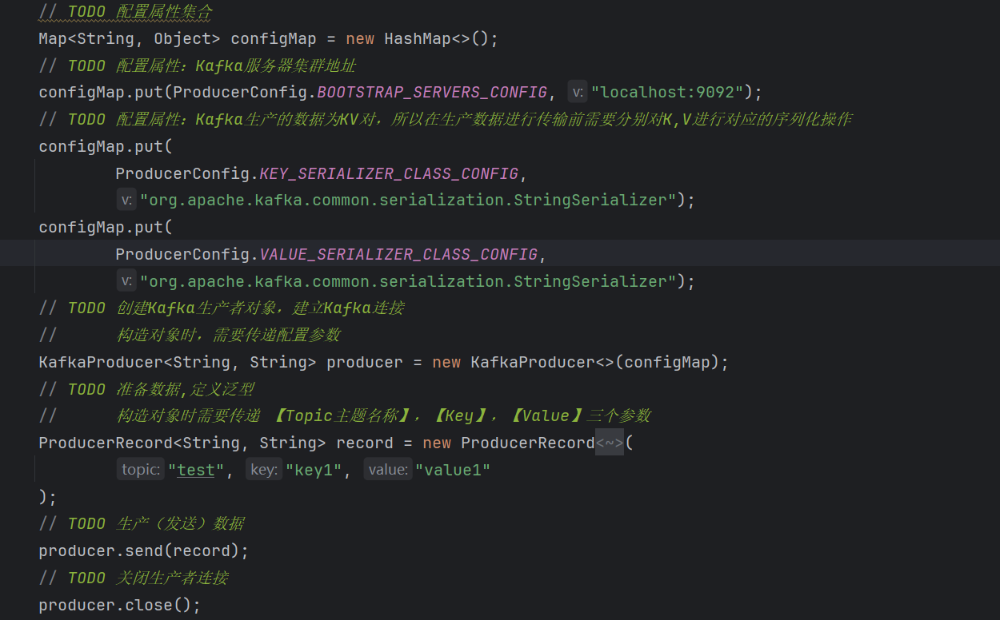 // TODO 配置属性集合
Map<String, Object> configMap = new HashMap<>();
// TODO 配置属性：Kafka服务器集群地址
configMap.put(ProducerConfig.BOOTSTRAP_SERVERS_CONFIG, v: "localhost:9092");
// TODO 配置属性：Kafka生产的数据为KV对，所以在生产数据进行传输前需要分别对K,V进行对应的序列化操作
configMap.put(
ProducerConfig.KEY_SERIALIZER_CLASS_CONFIG,
v: "org.apache.kafka.common.serialization.StringSerializer");
configMap.put(
ProducerConfig.VALUE_SERIALIZER_CLASS_CONFIG,
v: "org.apache.kafka.common.serialization.StringSerializer");
// TODO 创建Kafka生产者对象，建立Kafka连接
//      构造对象时，需要传递配置参数
KafkaProducer<String, String> producer = new KafkaProducer<>(configMap);
// TODO 准备数据,定义泛型
//      构造对象时需要传递 【Topic主题名称】，【Key】，【Value】三个参数
ProducerRecord<String, String> record = new ProducerRecord<~>(
topic: "test", key: "key1", value: "value1"
);
// TODO 生产（发送）数据
producer.send(record);
// TODO 关闭生产者连接
producer.close();